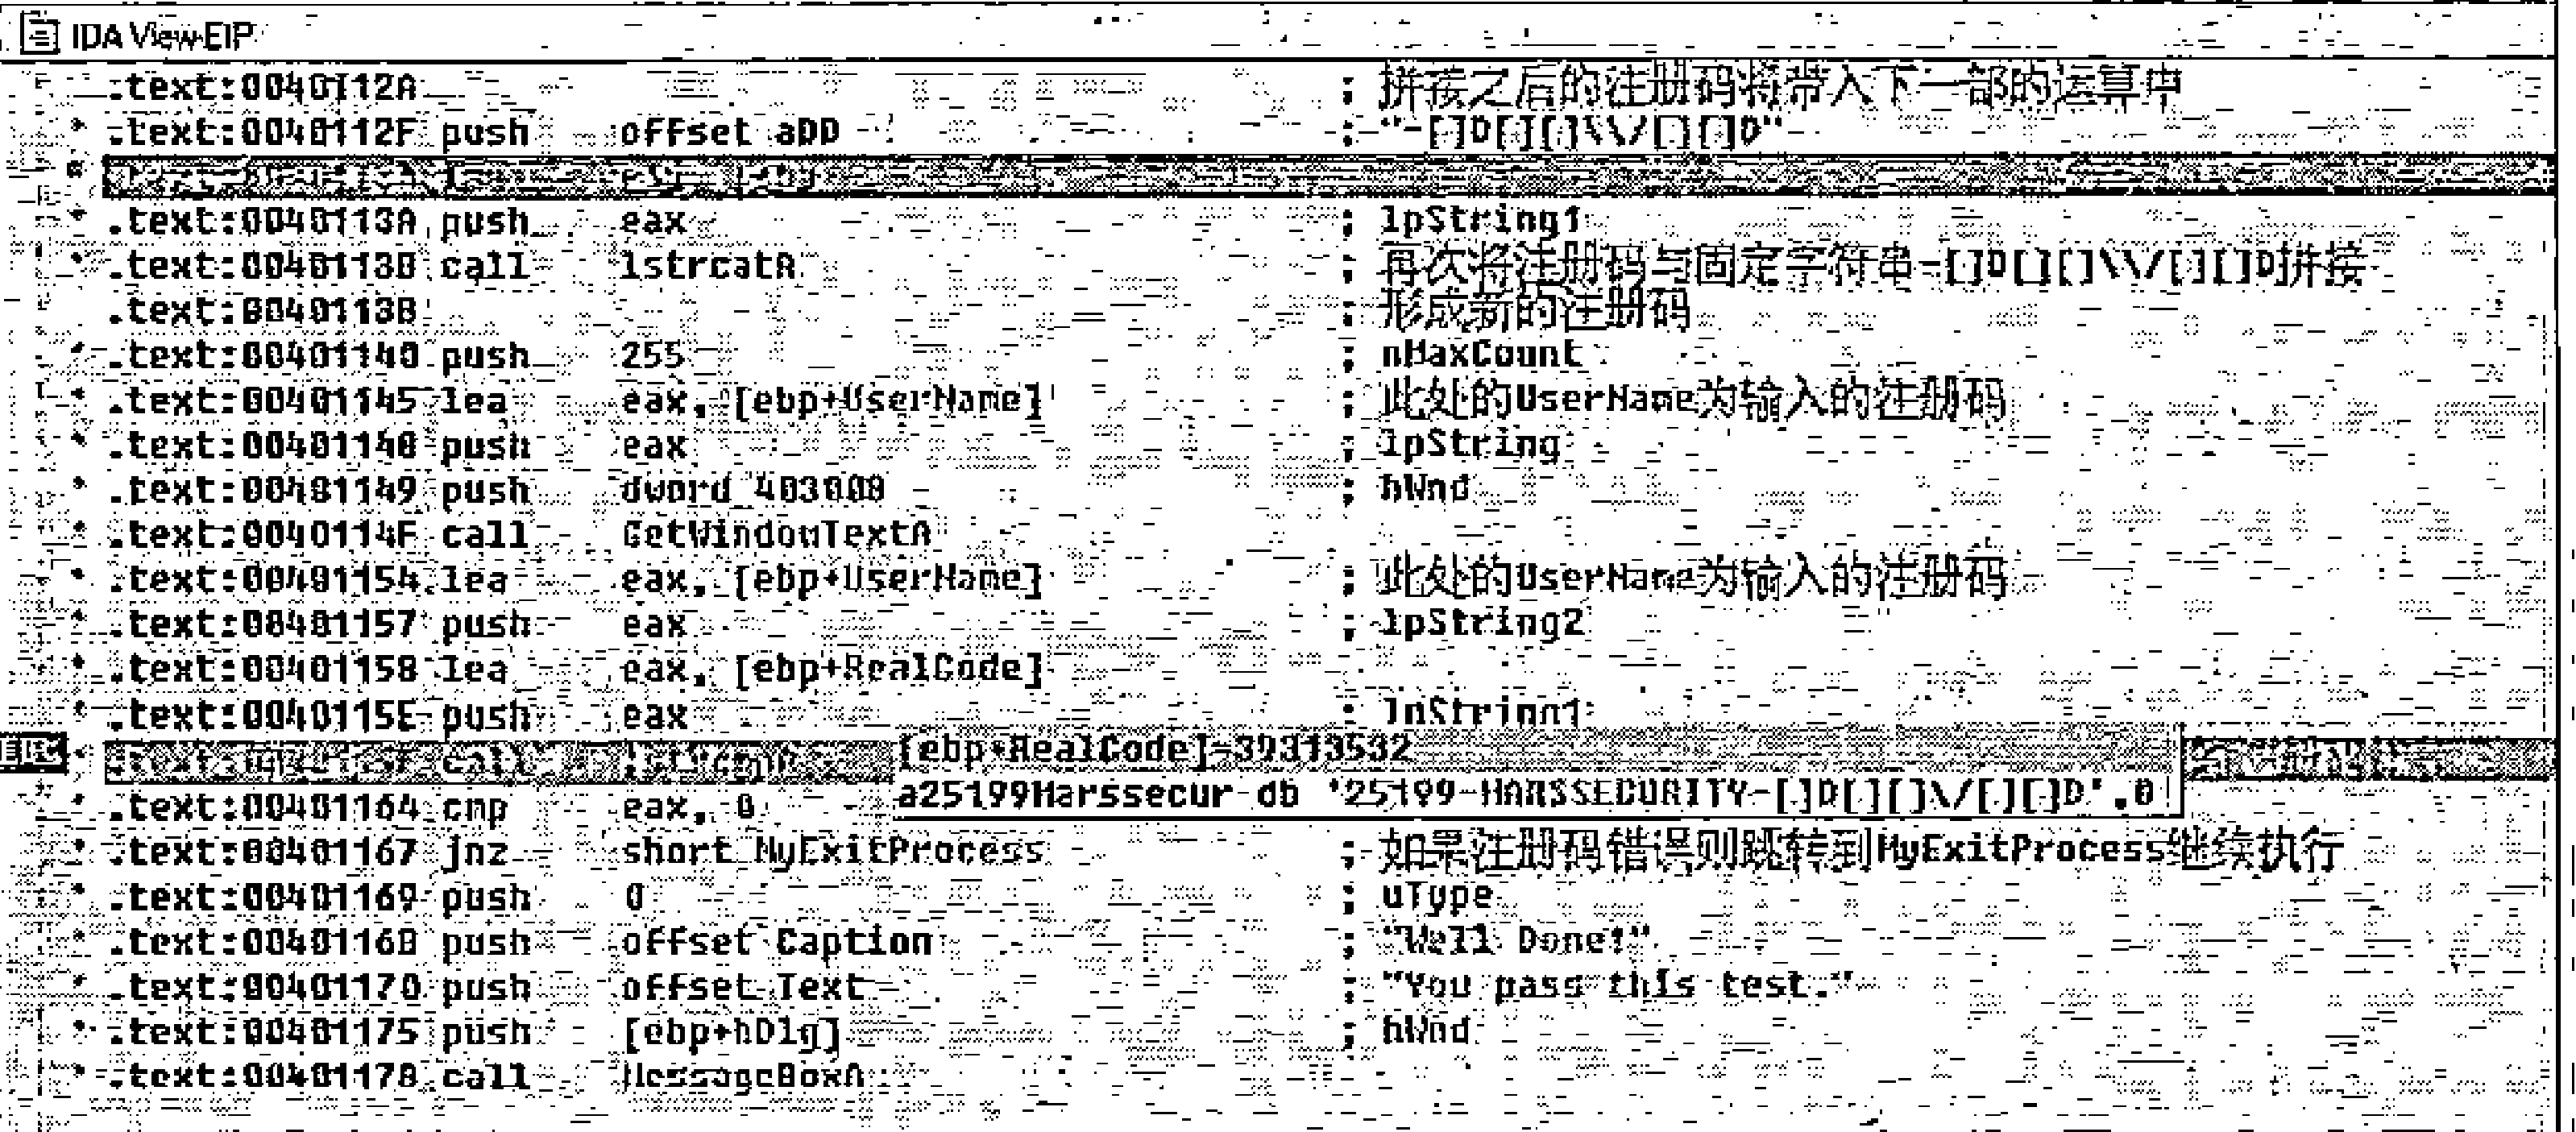 IDA View-EIP
.text:0040112A ; 拼接之后的注册码将带入下一部的运算中
.text:0040112F push offset aDD ; "-[]D[][]\\/[][]D"
.text:0040113A push eax ; lpString1
.text:0040113B call lstrcatA ; 再次将注册码与固定字符串-[]D[][]\\/[][]D拼接
.text:0040113B ; 形成新的注册码
.text:00401140 push 255 ; nMaxCount
.text:00401145 lea eax, [ebp+UserName] ; 此处的UserName为输入的注册码
.text:00401148 push eax ; lpString
.text:00401149 push dword_403008 ; hWnd
.text:0040114F call GetWindowTextA
.text:00401154 lea eax, [ebp+UserName] ; 此处的UserName为输入的注册码
.text:00401157 push eax ; lpString2
.text:00401158 lea eax, [ebp+RealCode]
.text:0040115E push eax ; lpString1
EIP
[ebp+RealCode]=39313532
.text:00401164 cmp eax, 0
a25199Harssecur db '25199-HARSSECURITY-[]D[][]\/[][]D',0
.text:00401167 jnz short MyExitProcess ; 如果注册码错误则跳转到MyExitProcess继续执行
.text:00401169 push 0 ; uType
.text:0040116B push offset Caption ; "Well Done!"
.text:00401170 push offset Text ; "You pass this test."
.text:00401175 push [ebp+hDlg] ; hWnd
.text:00401178 call MessageBoxA